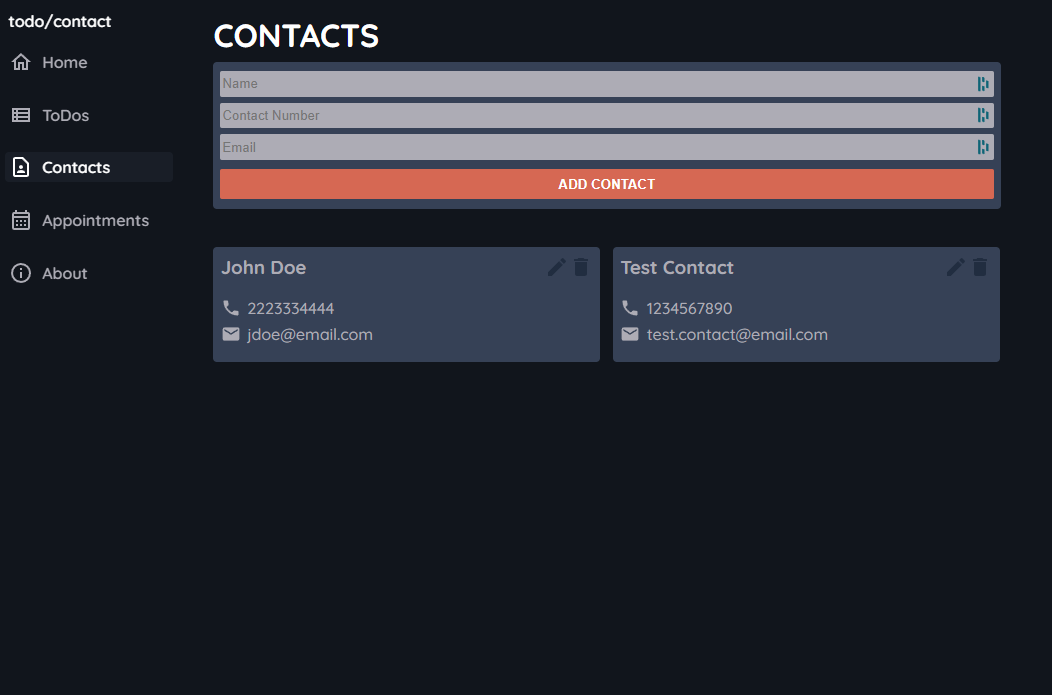 todo/contact
Home
ToDos
Contacts
Appointments
About
CONTACTS
Name
Contact Number
Email
ADD CONTACT
John Doe
2223334444
jdoe@email.com
Test Contact
1234567890
test.contact@email.com